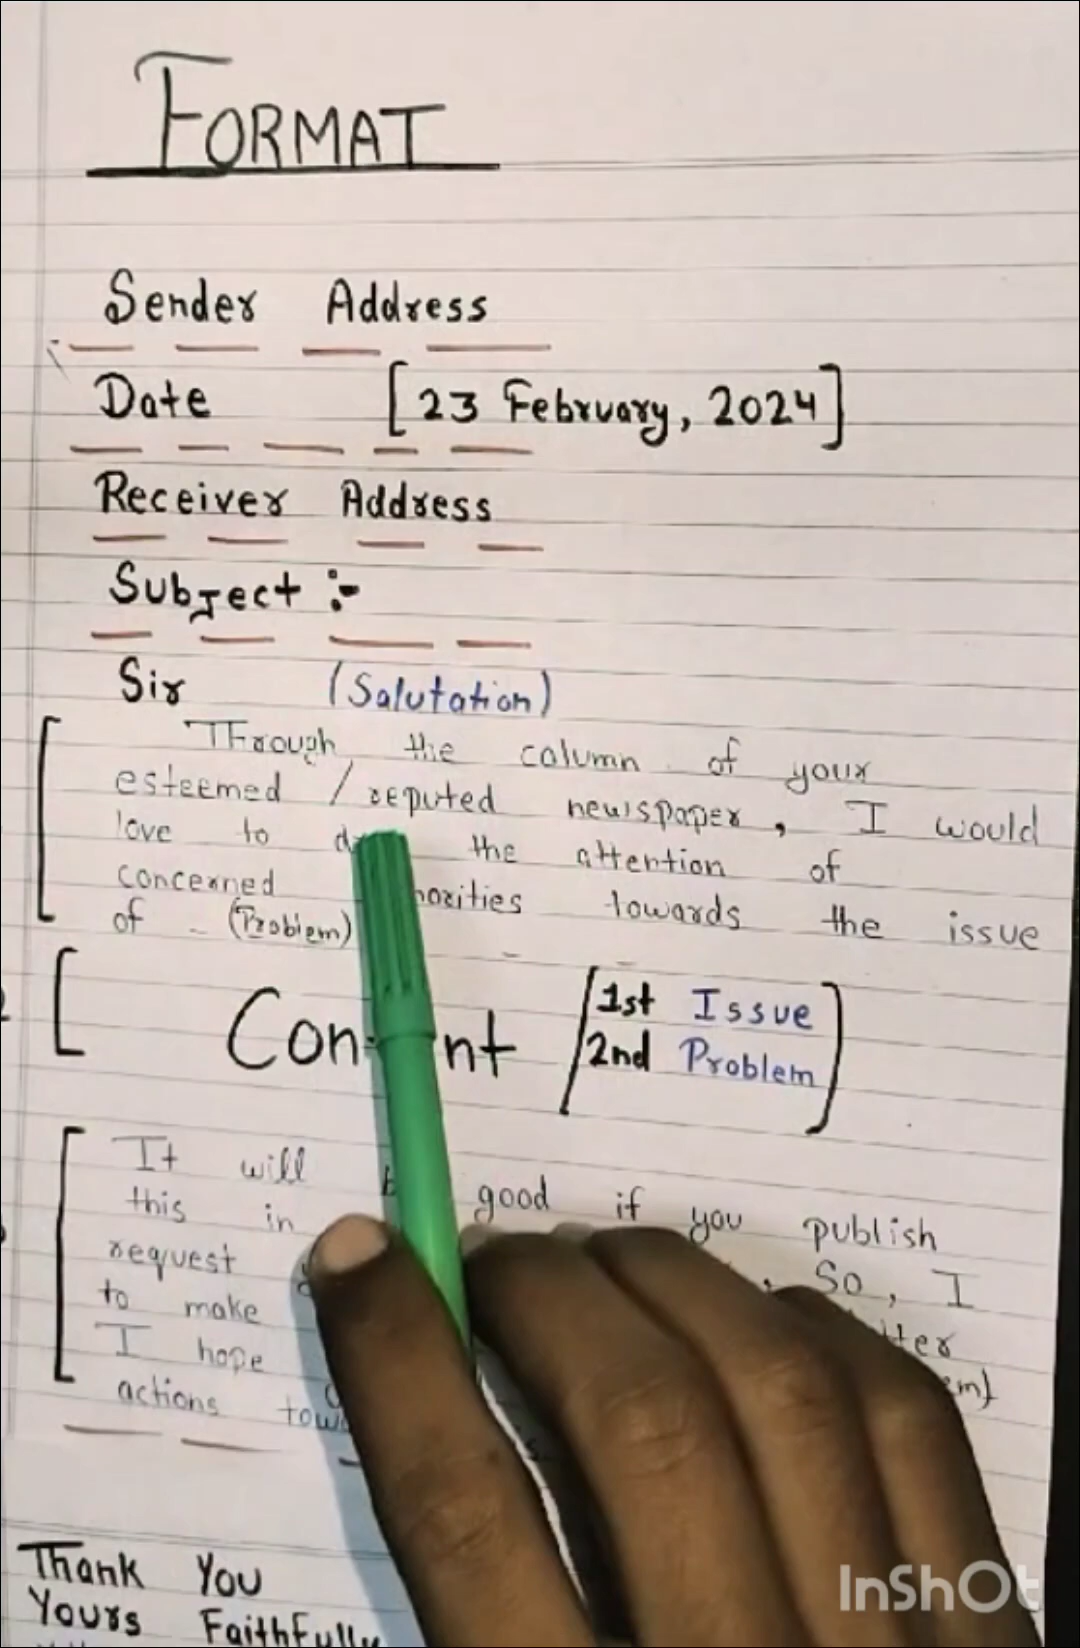 FORMAT
Sender Address
Date [23 February, 2024]
Receiver Address
Subject :-
Sir (Salutation)
Through the column of your
esteemed / reputed newspaper, I would
love to the attention of
concerned towards the issue
of (Problem)
[ 1st Issue
2nd Problem ]
It will good if you publish
this in
request So, I
to make
I hope
actions
Thank You
Yours Faithfully
InShOt